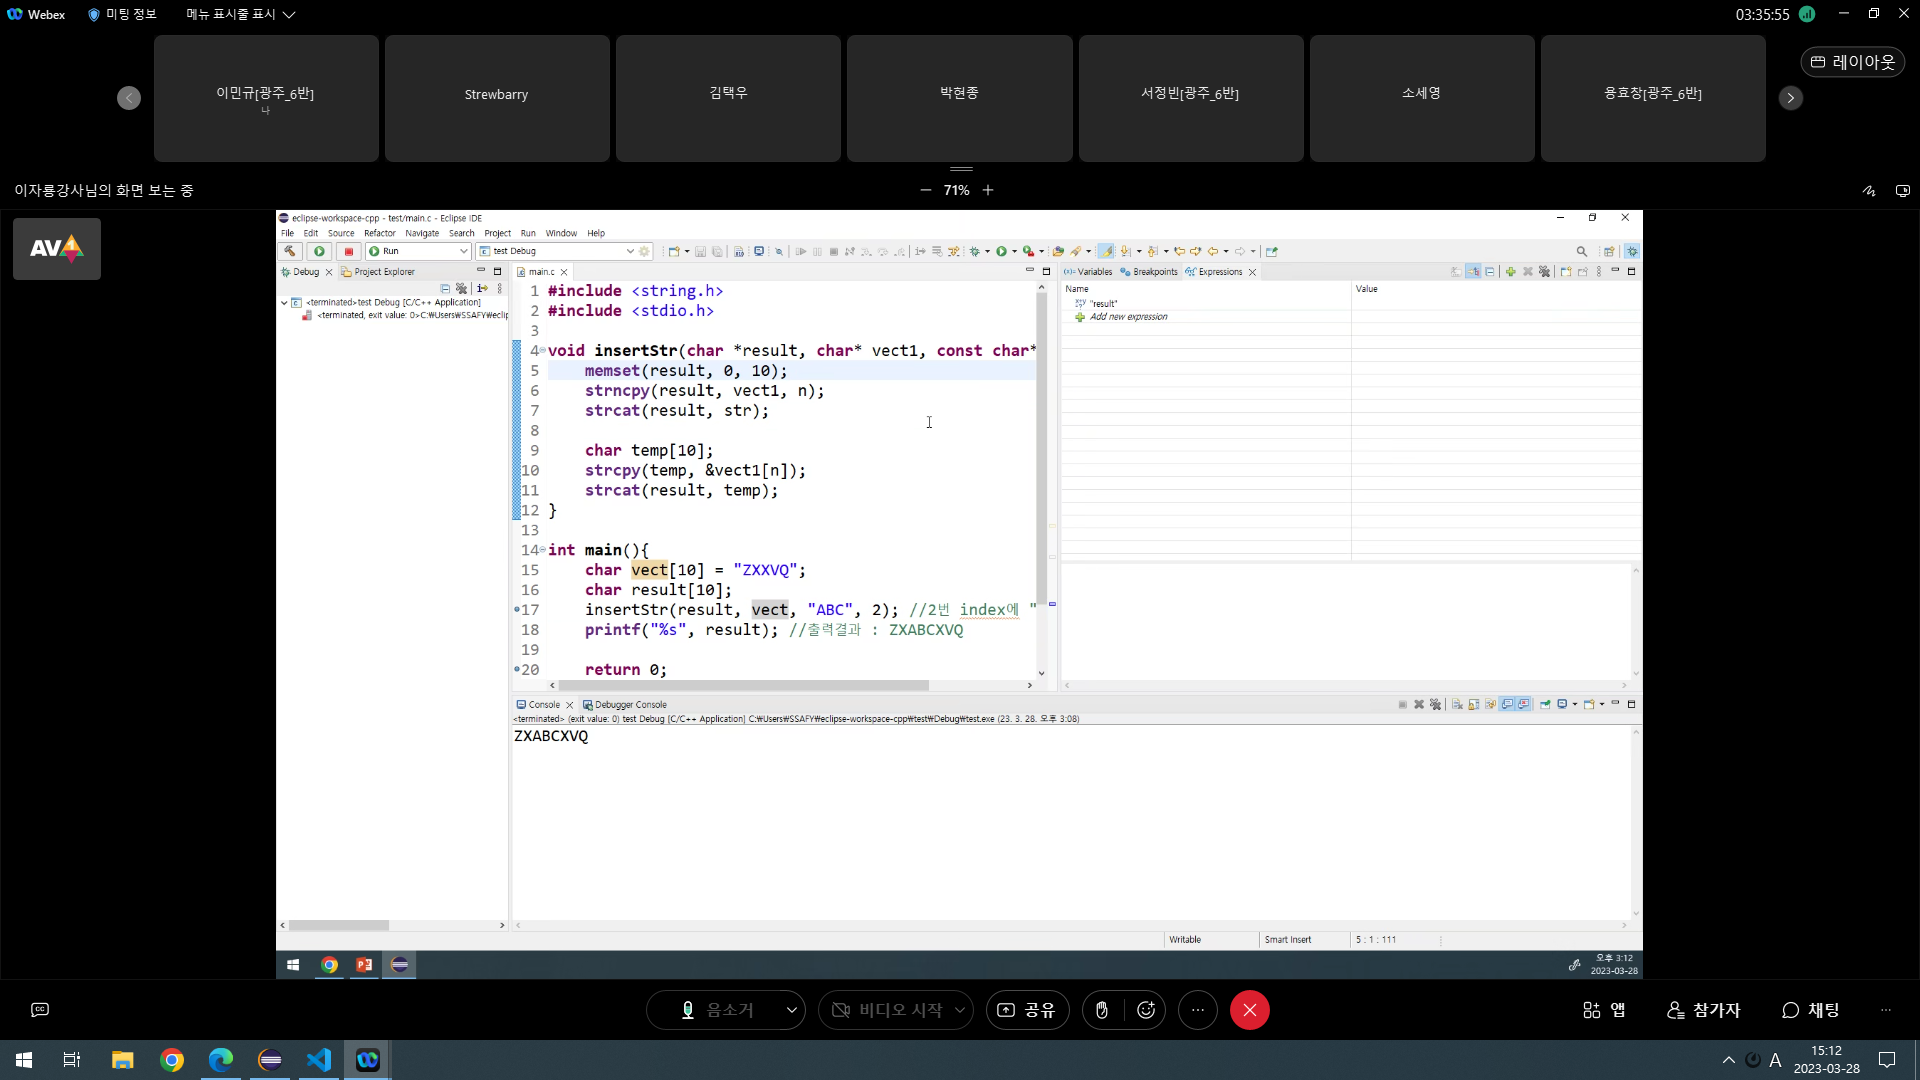 Webex 미팅 정보 메뉴 표시줄 표시 03:35:55
레이아웃
이민규[광주_6반]
나
Strewbarry
김택우
박현종
서정빈[광주_6반]
소세영
용효창[광주_6반]
이자룡강사님의 화면 보는 중
71%
AV1
eclipse-workspace-cpp - test/main.c - Eclipse IDE
File Edit Source Refactor Navigate Search Project Run Window Help
Run test Debug
Debug Project Explorer
<terminated>test Debug [C/C++ Application]
<terminated, exit value: 0>C:₩Users₩SSAFY₩eclip
main.c
1 #include <string.h>
2 #include <stdio.h>
3
4 void insertStr(char *result, char* vect1, const char*
5 memset(result, 0, 10);
6 strncpy(result, vect1, n);
7 strcat(result, str);
8
9 char temp[10];
10 strcpy(temp, &vect1[n]);
11 strcat(result, temp);
12 }
13
14 int main(){
15 char vect[10] = "ZXXVQ";
16 char result[10];
17 insertStr(result, vect, "ABC", 2); //2번 index에 "
18 printf("%s", result); //출력결과 : ZXABCXVQ
19
20 return 0;
Variables Breakpoints Expressions
Name Value
"result"
Add new expression
Console Debugger Console
<terminated> (exit value: 0) test Debug [C/C++ Application] C:₩Users₩SSAFY₩eclipse-workspace-cpp₩test₩Debug₩test.exe (23. 3. 28. 오후 3:08)
ZXABCXVQ
Writable Smart Insert 5 : 1 : 111
오후 3:12
2023-03-28
음소거 비디오 시작 공유 앱 참가자 채팅
A 15:12
2023-03-28